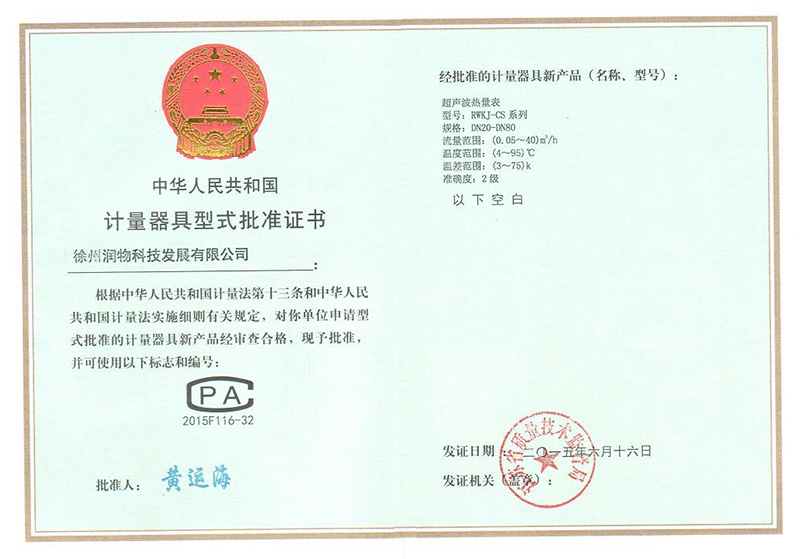 中华人民共和国
计量器具型式批准证书
徐州润物科技发展有限公司
:
根据中华人民共和国计量法第十三条和中华人民
共和国计量法实施细则有关规定，对你单位申请型
式批准的计量器具新产品经审查合格，现予批准，
并可使用以下标志和编号：
CPA
2015F116-32
批准人：
黄运海
经批准的计量器具新产品（名称、型号）：
超声波热量表
型号：RWKJ-CS 系列
规格：DN20-DN80
流量范围：(0.05～40)m³/h
温度范围：(4～95)℃
温差范围：(3～75)k
准确度：2 级
以下空白
发证日期：二〇一五年六月十六日
发证机关（盖章）：
省质量技术监督局